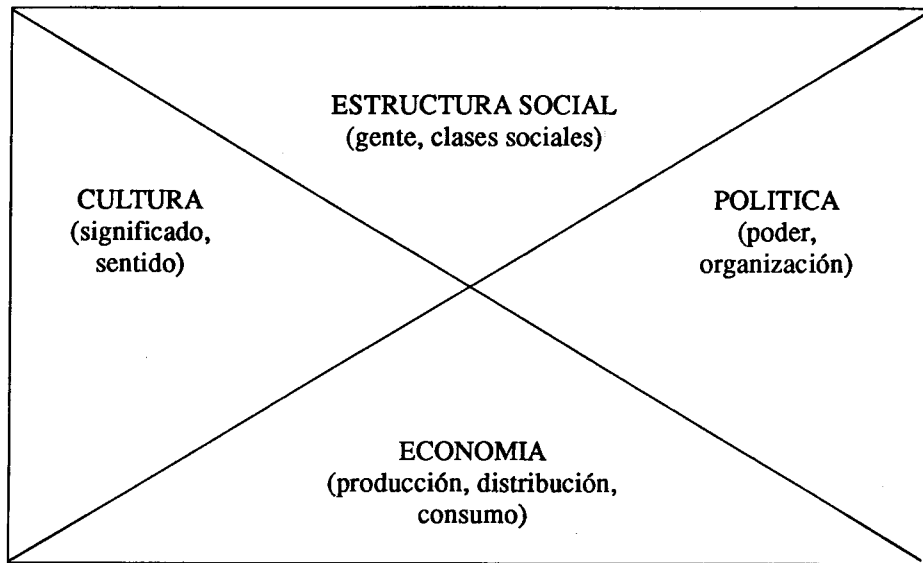 ESTRUCTURA SOCIAL
(gente, clases sociales)
CULTURA
(significado,
sentido)
POLITICA
(poder,
organización)
ECONOMIA
(producción, distribución,
consumo)